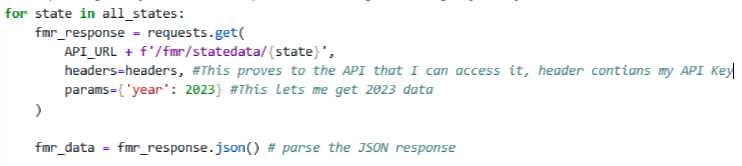 for state in all_states:
    fmr_response = requests.get(
        API_URL + f'/fmr/statedata/{state}',
        headers=headers, #This proves to the API that I can access it, header contians my API Key
        params={'year': 2023} #This lets me get 2023 data
    )

    fmr_data = fmr_response.json() # parse the JSON response